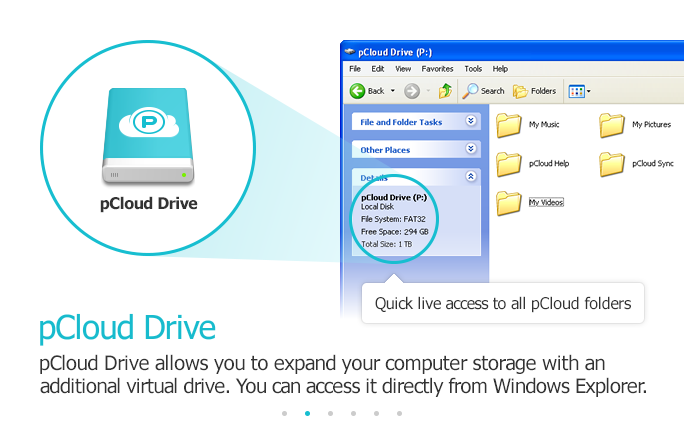 P
pCloud Drive
pCloud Drive (P:)
File Edit View Favorites Tools Help
Back Search Folders
File and Folder Tasks
Other Places
Details
pCloud Drive (P:)
Local Disk
File System: FAT32
Free Space: 294 GB
Total Size: 1 TB
My Music My Pictures
pCloud Help pCloud Sync
My Videos
Quick live access to all pCloud folders
pCloud Drive
pCloud Drive allows you to expand your computer storage with an
additional virtual drive. You can access it directly from Windows Explorer.